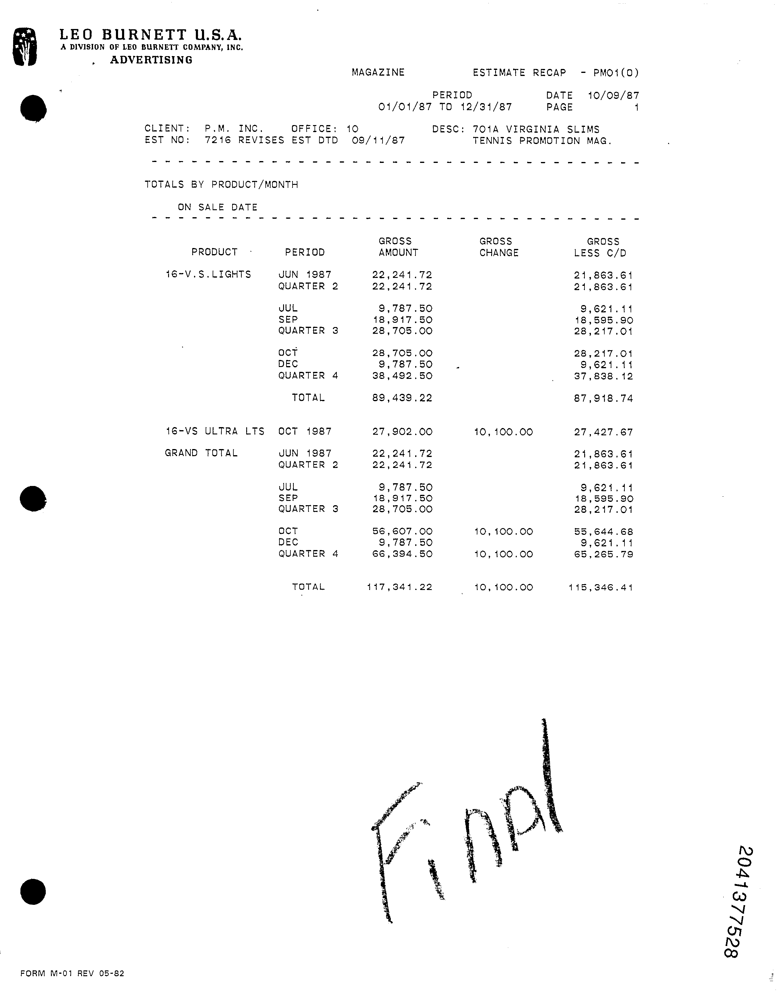 LEO BURNETT U.S.A.
A DIVISION OF LEO BURNETT COMPANY, INC.
ADVERTISING
MAGAZINE ESTIMATE RECAP - PM01(0)
PERIOD DATE 10/09/87
01/01/87 TO 12/31/87 PAGE 1
CLIENT: P.M. INC. OFFICE: 10 DESC: 701A VIRGINIA SLIMS
EST NO: 7216 REVISES EST DTD 09/11/87 TENNIS PROMOTION MAG.
TOTALS BY PRODUCT/MONTH
ON SALE DATE
GROSS GROSS GROSS
PRODUCT PERIOD AMOUNT CHANGE LESS C/D
16-V.S.LIGHTS JUN 1987 22,241.72 21,863.61
QUARTER 2 22,241.72 21,863.61
JUL 9,787.50 9,621.11
SEP 18,917.50 18,595.90
QUARTER 3 28,705.00 28,217.01
OCT 28,705.00 28,217.01
DEC 9,787.50 9,621.11
QUARTER 4 38,492.50 37,838.12
TOTAL 89,439.22 87,918.74
16-VS ULTRA LTS OCT 1987 27,902.00 10,100.00 27,427.67
GRAND TOTAL JUN 1987 22,241.72 21,863.61
QUARTER 2 22,241.72 21,863.61
JUL 9,787.50 9,621.11
SEP 18,917.50 18,595.90
QUARTER 3 28,705.00 28,217.01
OCT 56,607.00 10,100.00 55,644.68
DEC 9,787.50 9,621.11
QUARTER 4 66,394.50 10,100.00 65,265.79
TOTAL 117,341.22 10,100.00 115,346.41
Final
2041377528
FORM M-01 REV 05-82